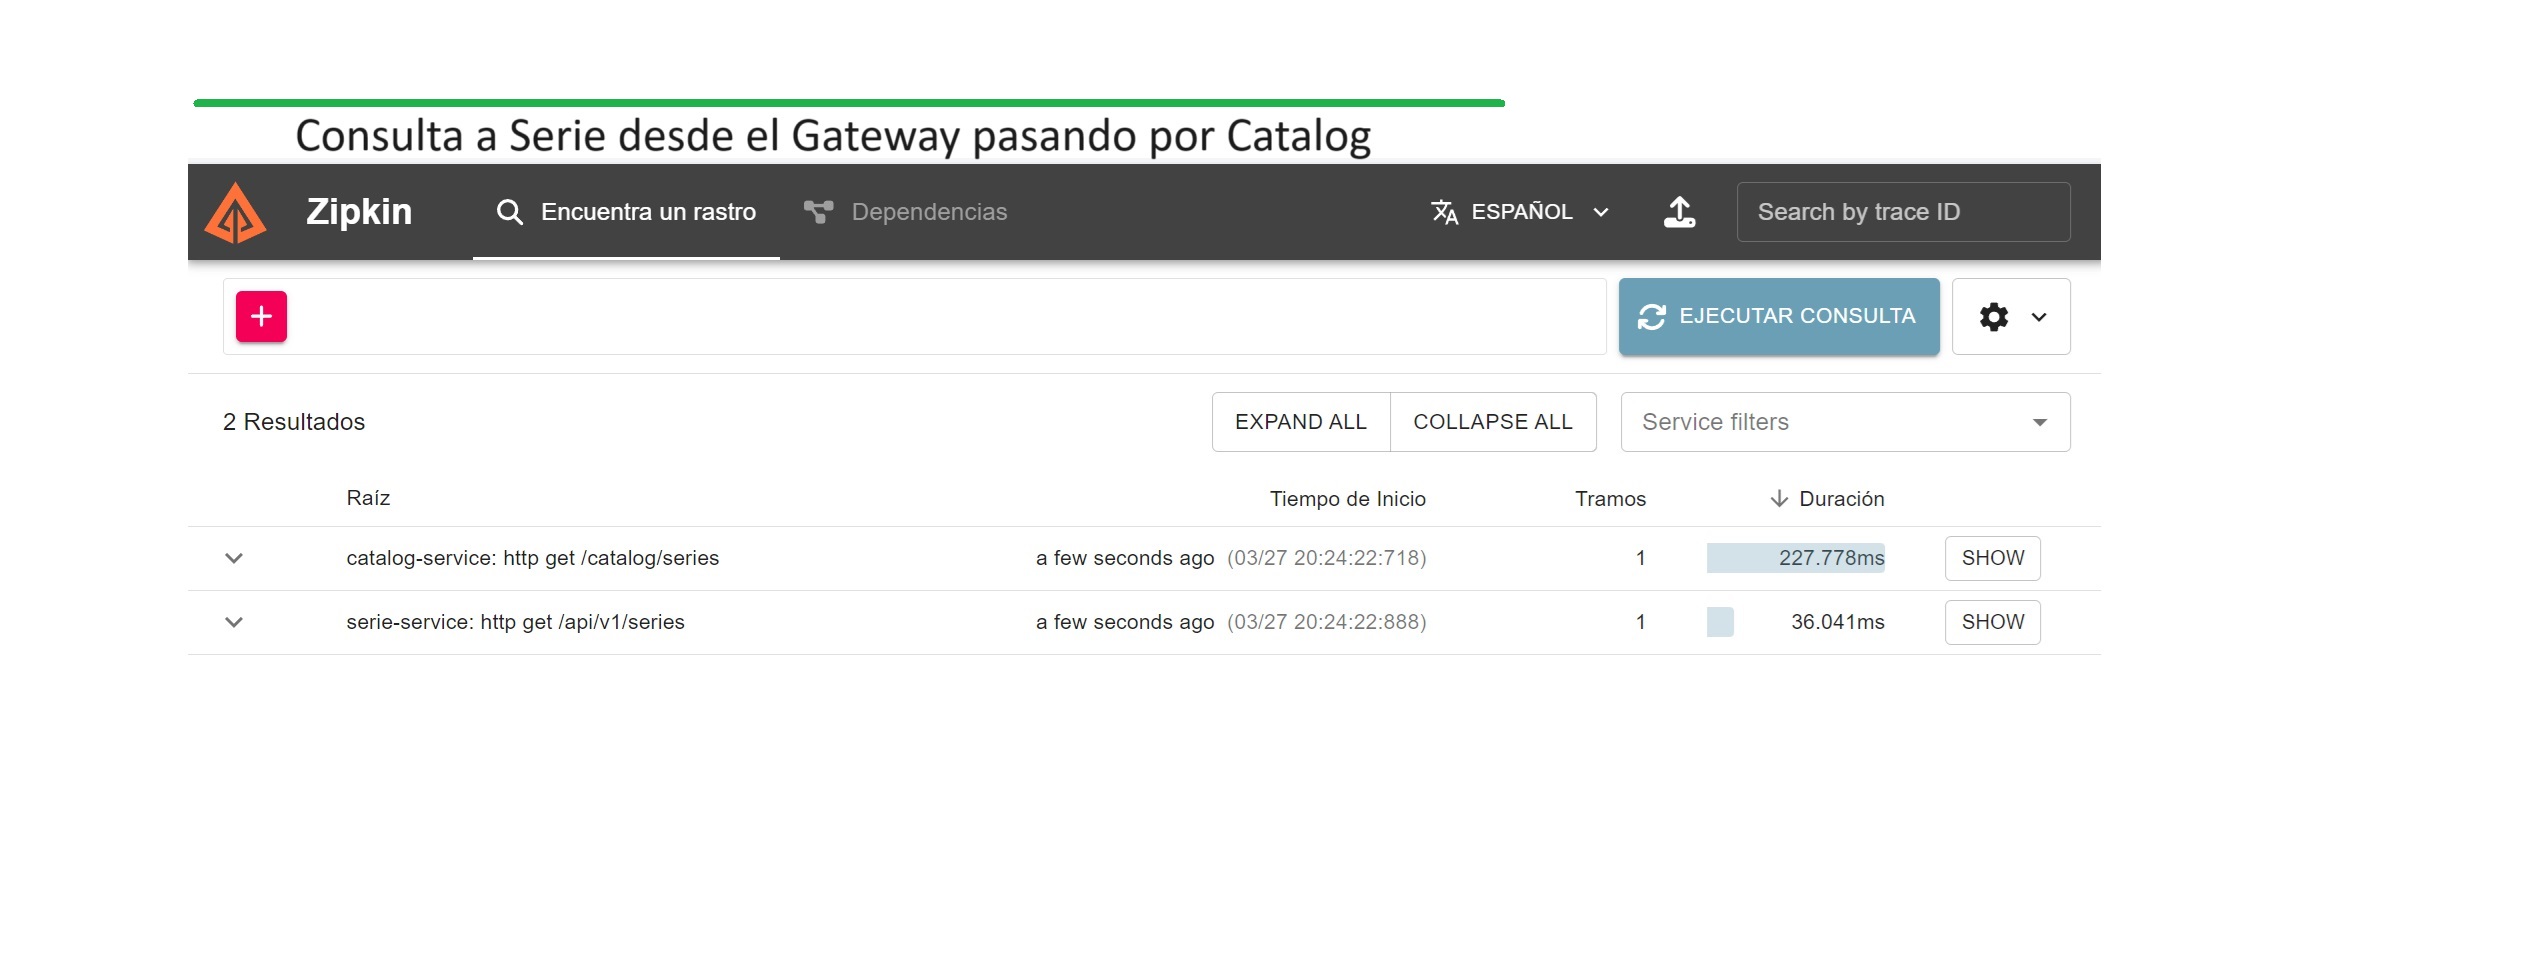 Consulta a Serie desde el Gateway pasando por Catalog
Zipkin Encuentra un rastro Dependencias ESPAÑOL Search by trace ID
EJECUTAR CONSULTA
2 Resultados EXPAND ALL COLLAPSE ALL Service filters
Raíz Tiempo de Inicio Tramos Duración
catalog-service: http get /catalog/series a few seconds ago (03/27 20:24:22:718) 1 227.778ms SHOW
serie-service: http get /api/v1/series a few seconds ago (03/27 20:24:22:888) 1 36.041ms SHOW